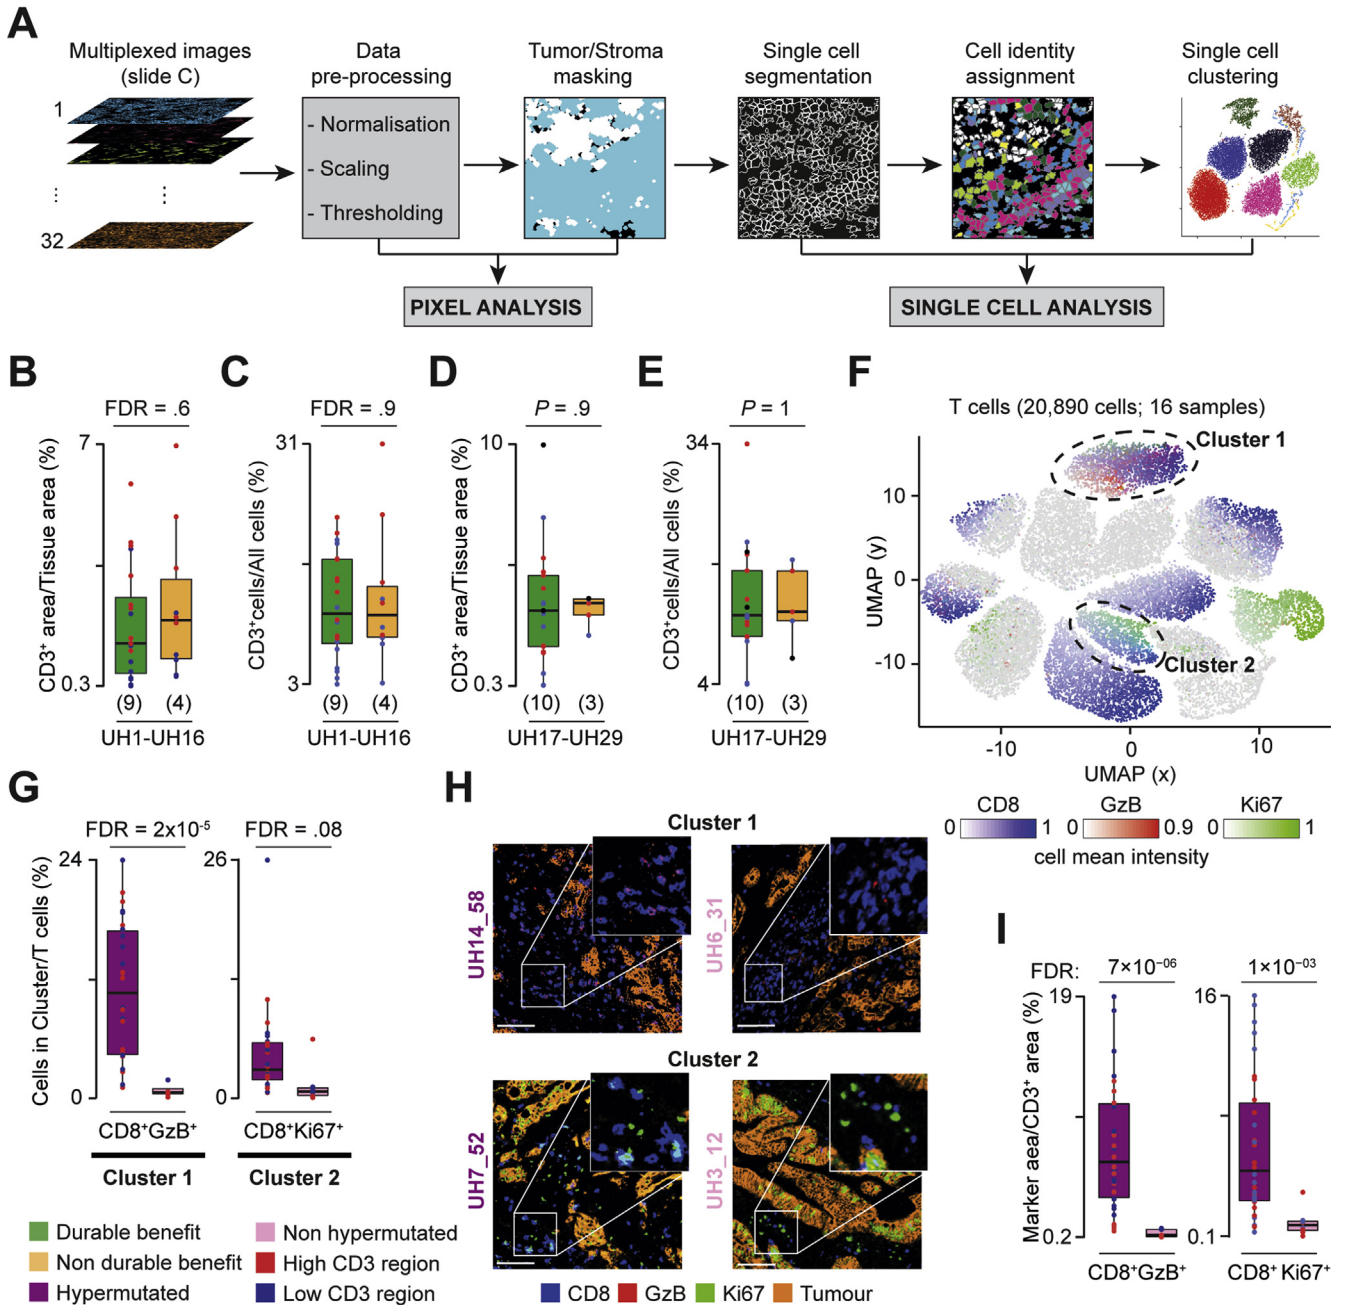 A
Multiplexed images
(slide C)
Data
pre-processing
Tumor/Stroma
masking
Single cell
segmentation
Cell identity
assignment
Single cell
clustering
1
⋮
⋮
32
- Normalisation
- Scaling
- Thresholding
PIXEL ANALYSIS
SINGLE CELL ANALYSIS
B
FDR = .6
CD3⁺ area/Tissue area (%)
7
0.3
(9) (4)
UH1-UH16
C
FDR = .9
CD3⁺cells/All cells (%)
31
3
(9) (4)
UH1-UH16
D
P = .9
CD3⁺ area/Tissue area (%)
10
0.3
(10) (3)
UH17-UH29
E
P = 1
CD3⁺cells/All cells (%)
34
4
(10) (3)
UH17-UH29
F
T cells (20,890 cells; 16 samples)
Cluster 1
Cluster 2
UMAP (y)
10
0
-10
-10 0 10
UMAP (x)
CD8 GzB Ki67
0 1 0 0.9 0 1
cell mean intensity
G
FDR = 2x10⁻⁵
FDR = .08
Cells in Cluster/T cells (%)
24
0
26
0
CD8⁺GzB⁺
CD8⁺Ki67⁺
Cluster 1
Cluster 2
Durable benefit
Non durable benefit
Hypermutated
Non hypermutated
High CD3 region
Low CD3 region
H
Cluster 1
UH14_58
UH6_31
Cluster 2
UH7_52
UH3_12
CD8 GzB Ki67 Tumour
I
FDR: 7×10⁻⁰⁶ 1×10⁻⁰³
Marker aea/CD3⁺ area (%)
19
0.2
16
0.1
CD8⁺GzB⁺
CD8⁺ Ki67⁺